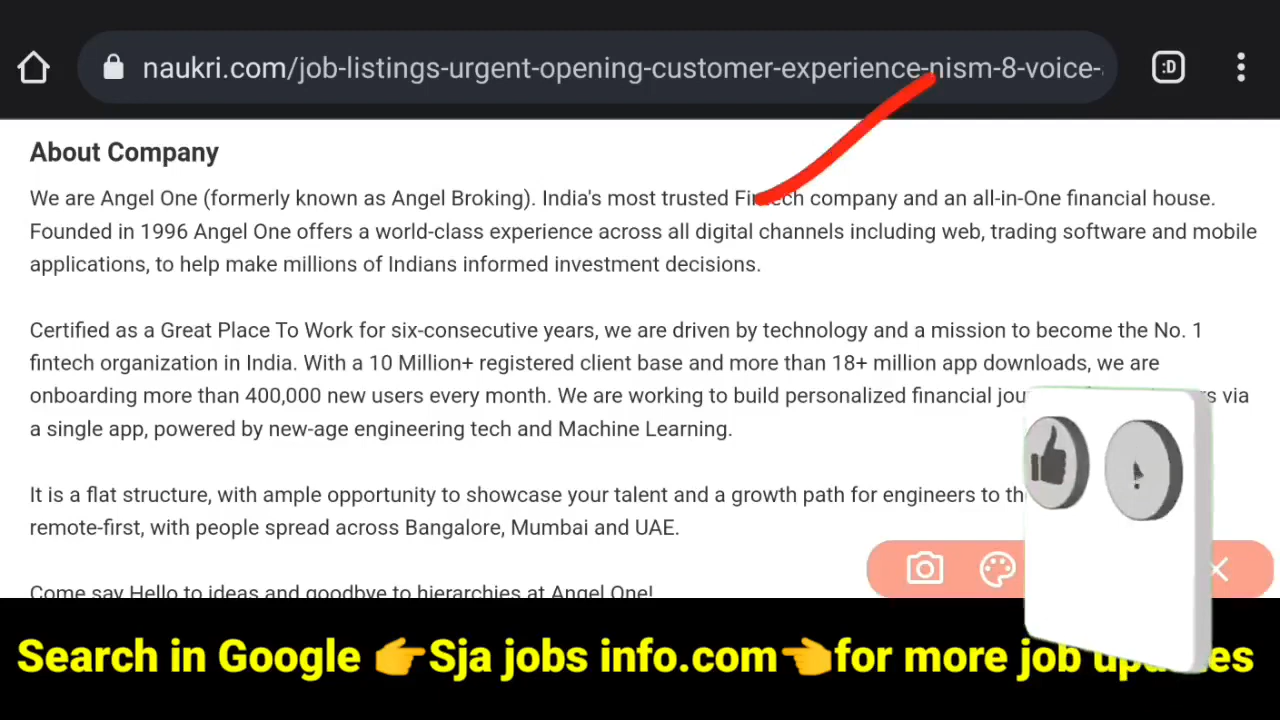 naukri.com/job-listings-urgent-opening-customer-experience-nism-8-voice-
:D
About Company
We are Angel One (formerly known as Angel Broking). India's most trusted Fintech company and an all-in-One financial house.
Founded in 1996 Angel One offers a world-class experience across all digital channels including web, trading software and mobile
applications, to help make millions of Indians informed investment decisions.
Certified as a Great Place To Work for six-consecutive years, we are driven by technology and a mission to become the No. 1
fintech organization in India. With a 10 Million+ registered client base and more than 18+ million app downloads, we are
onboarding more than 400,000 new users every month. We are working to build personalized financial via
a single app, powered by new-age engineering tech and Machine Learning.
It is a flat structure, with ample opportunity to showcase your talent and a growth path for engineers to
remote-first, with people spread across Bangalore, Mumbai and UAE.
Come say Hello to ideas and goodbye to hierarchies at Angel One!
Search in Google 👉Sja jobs info.com👈for more job updates